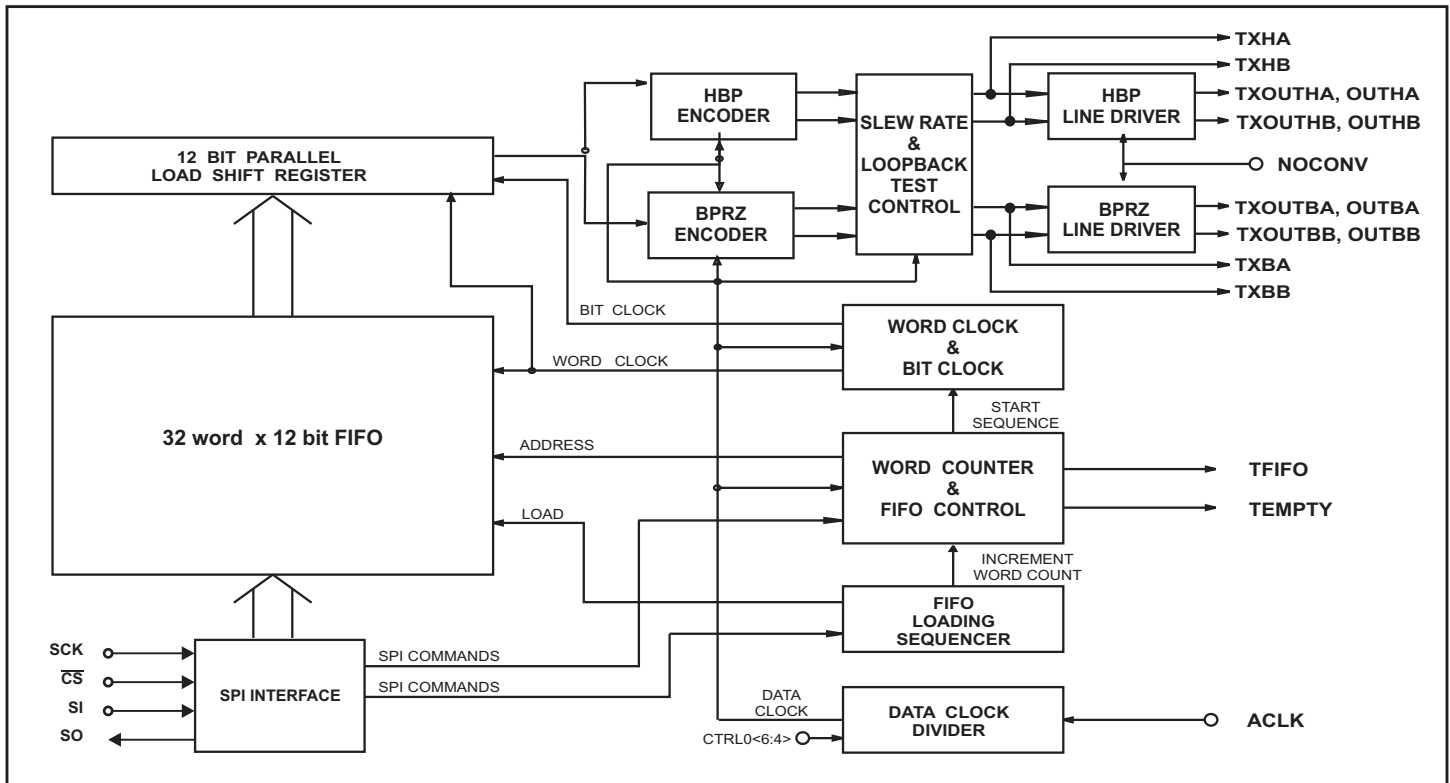 TXHA
TXHB
HBP
ENCODER
SLEW RATE
&
LOOPBACK
TEST
CONTROL
HBP
LINE DRIVER
TXOUTHA, OUTHA
TXOUTHB, OUTHB
12 BIT PARALLEL
LOAD SHIFT REGISTER
NOCONV
BPRZ
ENCODER
BPRZ
LINE DRIVER
TXOUTBA, OUTBA
TXOUTBB, OUTBB
TXBA
TXBB
BIT CLOCK
WORD CLOCK
&
BIT CLOCK
WORD CLOCK
START
SEQUENCE
32 word x 12 bit FIFO
ADDRESS
WORD COUNTER
&
FIFO CONTROL
TFIFO
TEMPTY
LOAD
INCREMENT
WORD COUNT
FIFO
LOADING
SEQUENCER
SCK
CS
SI
SO
SPI INTERFACE
SPI COMMANDS
SPI COMMANDS
DATA
CLOCK
DATA CLOCK
DIVIDER
ACLK
CTRL0<6:4>